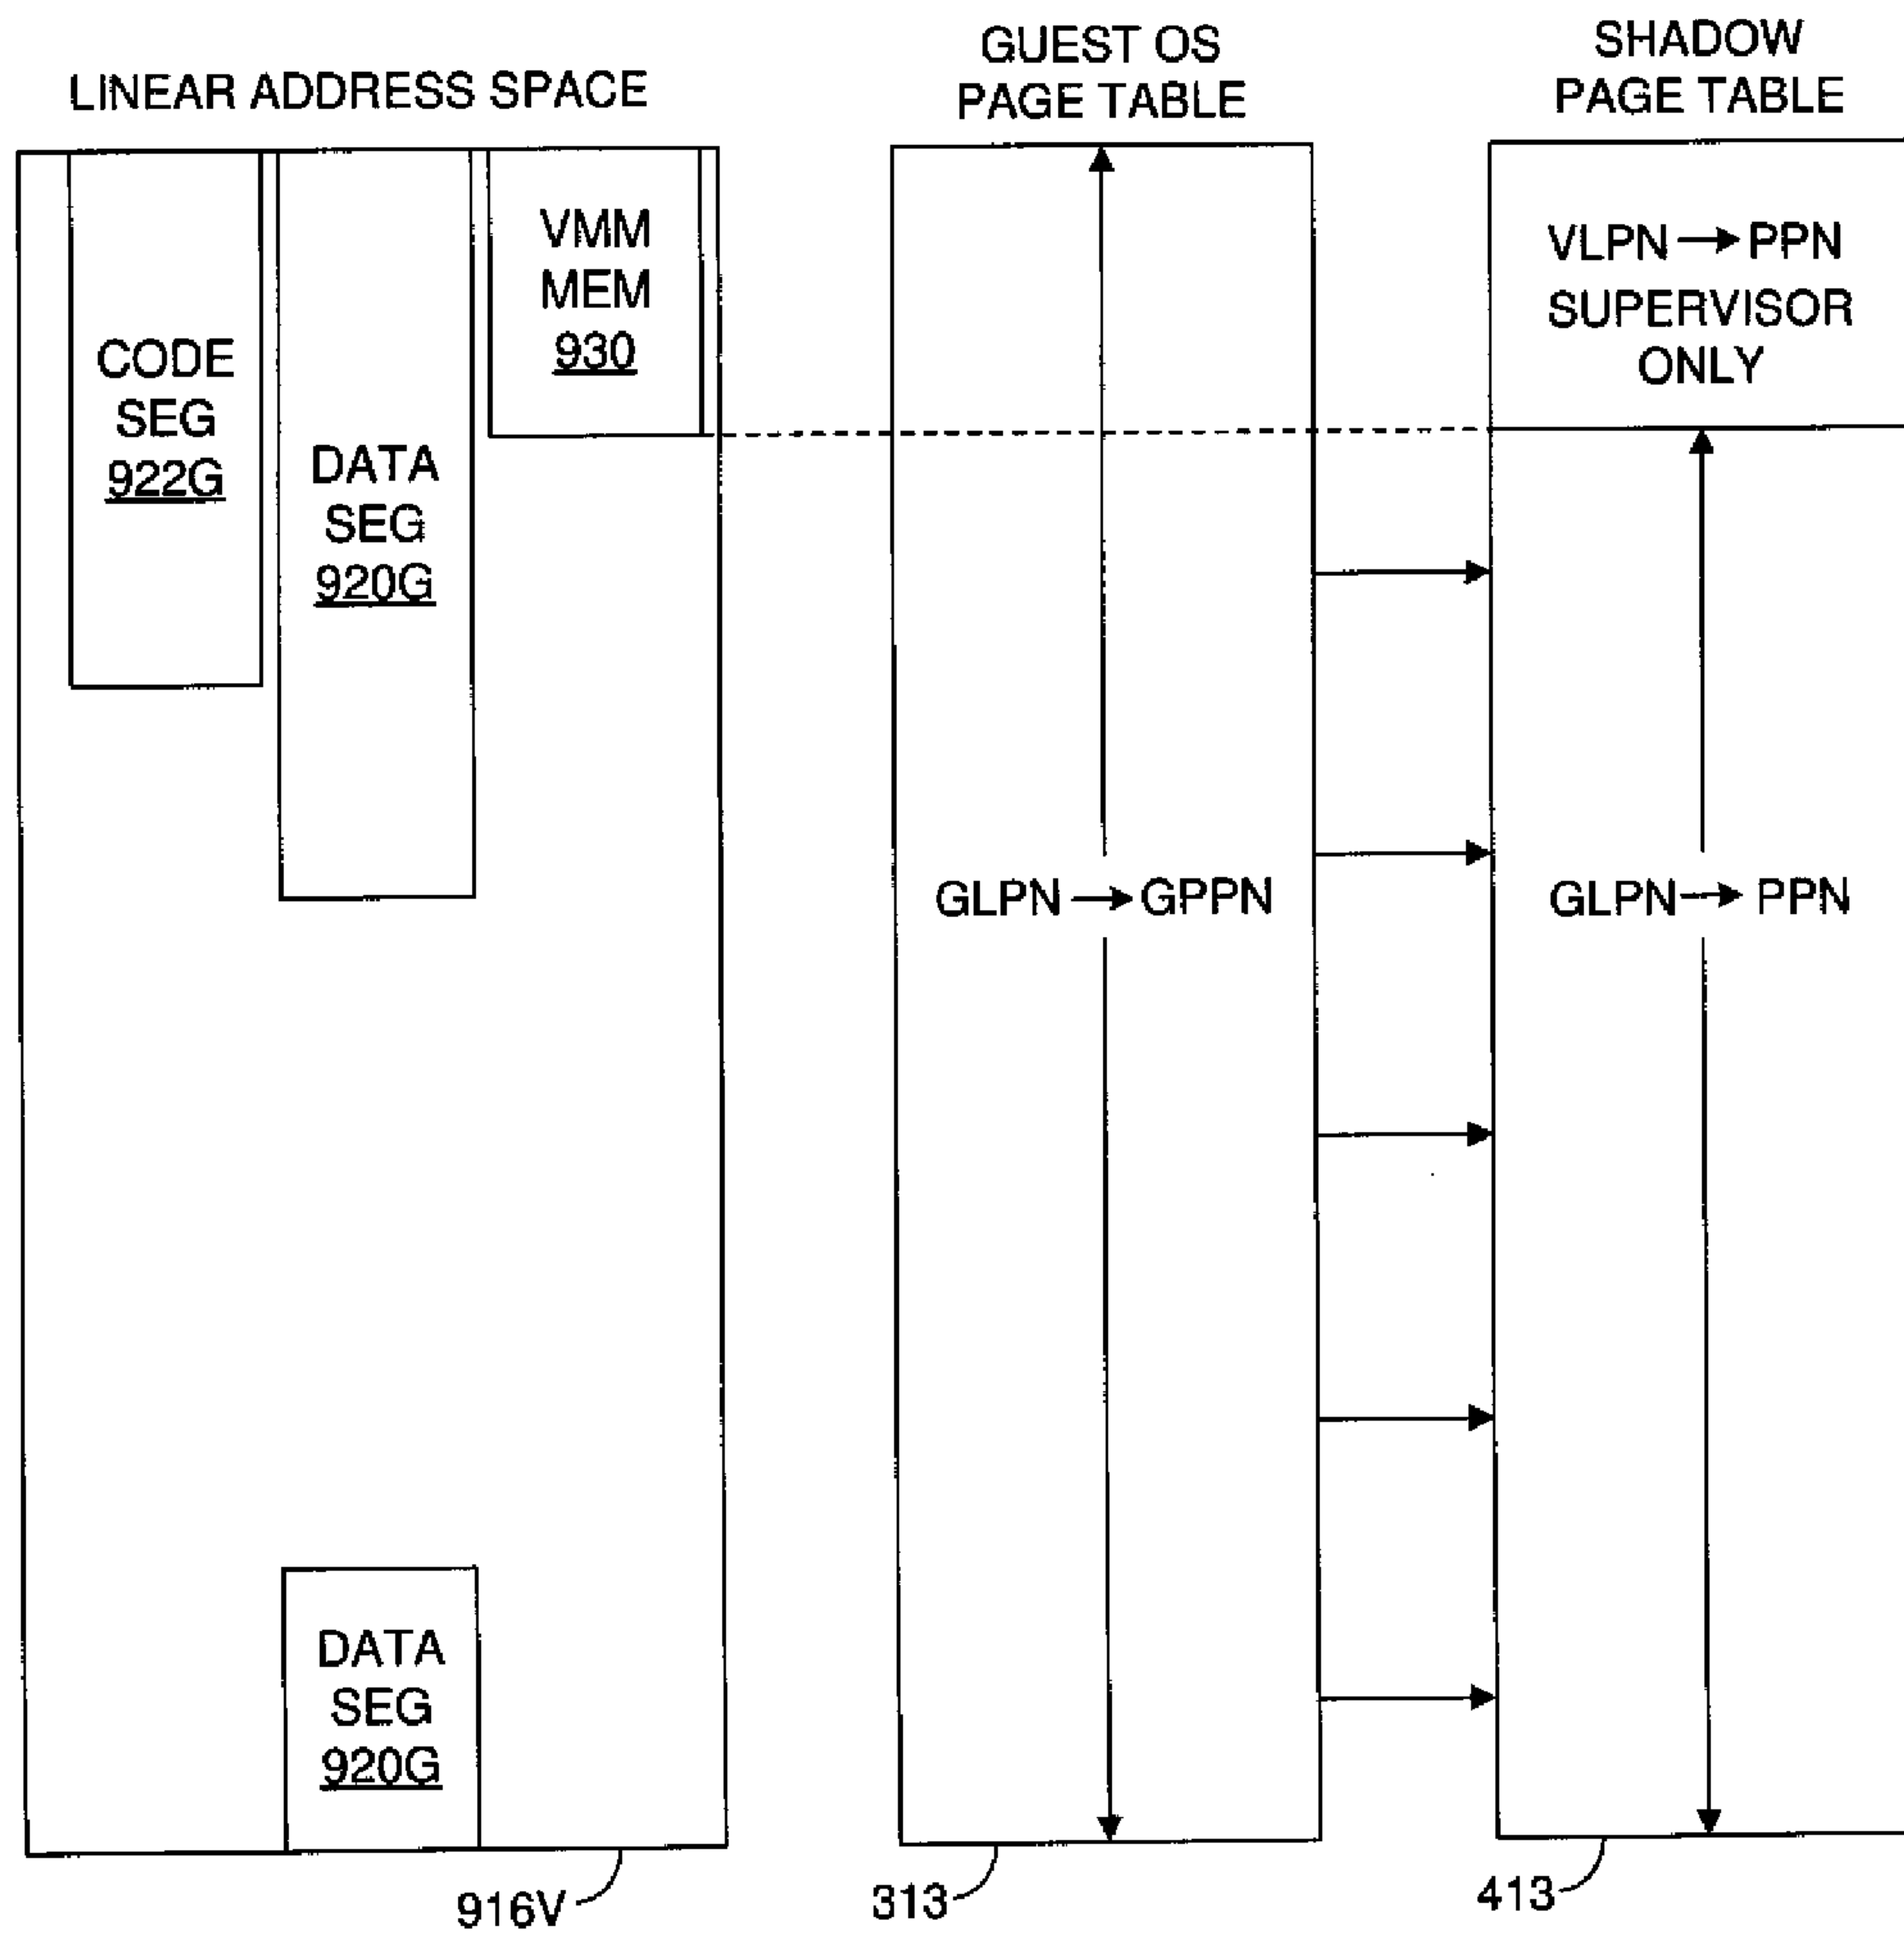 LINEAR ADDRESS SPACE
GUEST OS
PAGE TABLE
SHADOW
PAGE TABLE
CODE
SEG
922G
DATA
SEG
920G
VMM
MEM
930
VLPN → PPN
SUPERVISOR
ONLY
GLPN → GPPN
GLPN → PPN
DATA
SEG
920G
916V
313
413